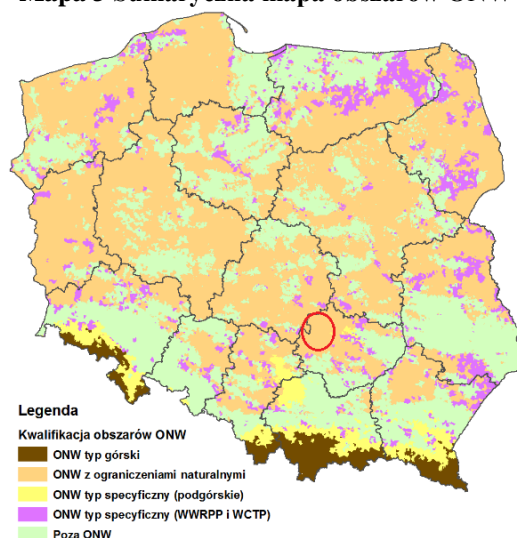 Mapa 3 Sumaryczna mapa obszarów ONW
Legenda
Kwalifikacja obszarów ONW
ONW typ górski
ONW z ograniczeniami naturalnymi
ONW typ specyficzny (podgórskie)
ONW typ specyficzny (WWRPP i WCTP)
Poza ONW